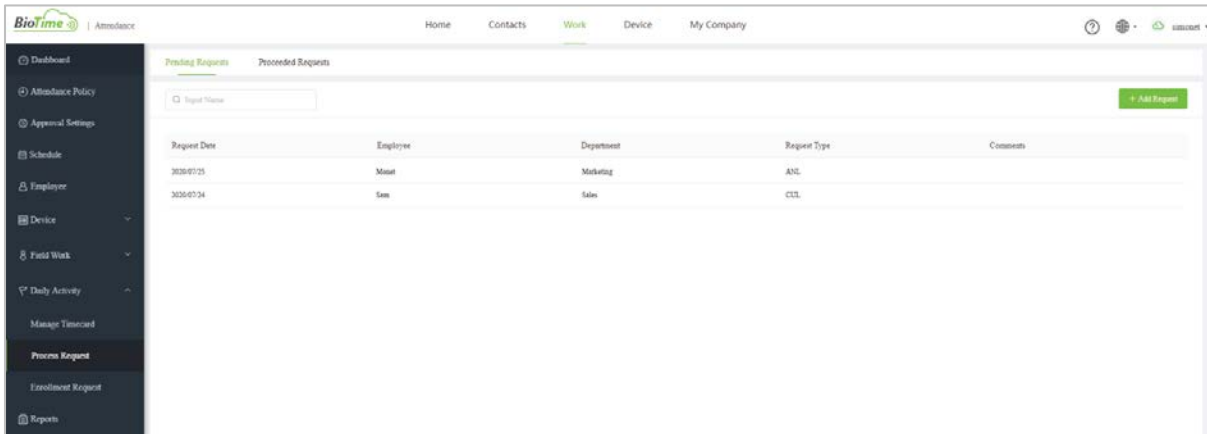 BioTime | Attendance Home Contacts Work Device My Company simonet
Dashboard
Pending Requests Proceeded Requests
Attendance Policy
Input Name + Add Request
Approval Settings
Request Date Employee Department Request Type Comments
Schedule
2020/07/25 Manat Marketing ANL
Employee
2020/07/24 Sam Sales CUL
Device
Field Work
Daily Activity
Manage Timecard
Process Request
Enrollment Request
Reports